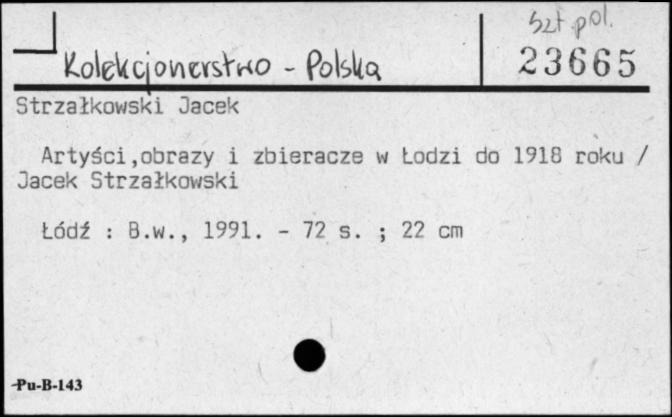 szt. pol.
Kolekcjonerstwo - Polska
23665
Strzałkowski Jacek
Artyści,obrazy i zbieracze w Łodzi do 1918 roku /
Jacek Strzałkowski
Łódź : B.w., 1991. - 72 s. ; 22 cm
Pu-B-143